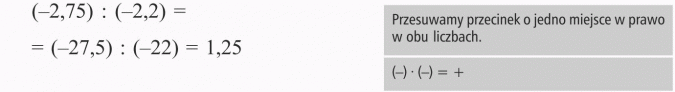 (–2,75) : (–2,2) =
= (–27,5) : (–22) = 1,25
Przesuwamy przecinek o jedno miejsce w prawo
w obu liczbach.
(–) · (–) = +